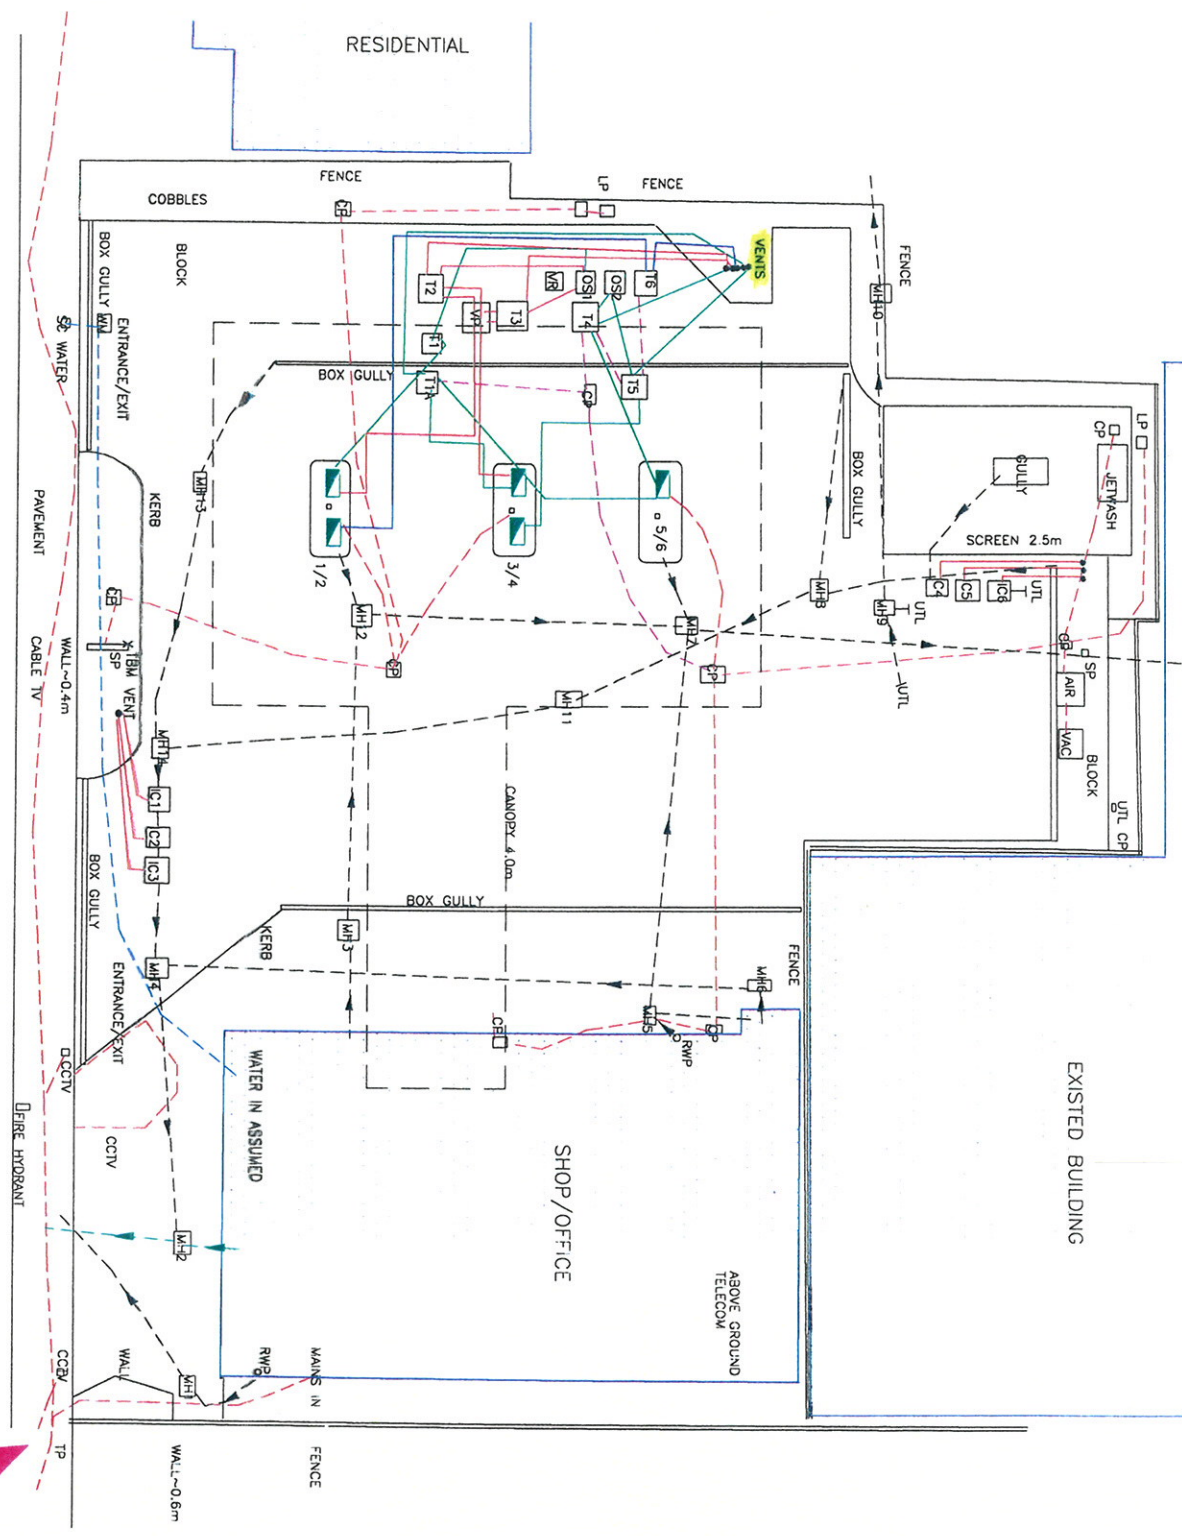 RESIDENTIAL
FENCE
COBBLES
LP
FENCE
BLOCK
BOX GULLY
WM
ENTRANCE/EXIT
SC WATER
VENTS
FENCE
MH10
T2
VR
OS1
OS2
T6
T3
T4
T1
T1A
T5
CP
BOX GULLY
BOX GULLY
LP
CP
JETWASH
GULLY
SCREEN 2.5m
MH13
KERB
PAVEMENT
1/2
3/4
5/6
MH12
MH7
MH8
MH9
UTL
C4
C5
IC6
UTL
UTL
CP
SP
TBM VENT
WALL~0.4m
CABLE TV
CP
CP
CP
SP
AIR
VAC
BLOCK
UTL CP
MH11
MH14
IC1
C2
IC3
CANOPY 4.0m
BOX GULLY
BOX GULLY
KERB
MH3
FENCE
MH4
ENTRANCE/EXIT
MH6
MH5
RWP
CP
CCTV
CCTV
FIRE HYDRANT
WATER IN ASSUMED
SHOP/OFFICE
EXISTED BUILDING
MH2
ABOVE GROUND
TELECOM
WALL
MH1
RWP
MAINS IN
TP
WALL~0.6m
FENCE